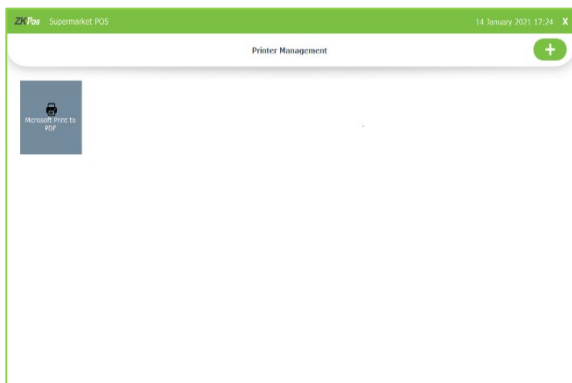 ZKPos Supermarket POS 14 January 2021 17:24 X
Printer Management +
Microsoft Print to
PDF